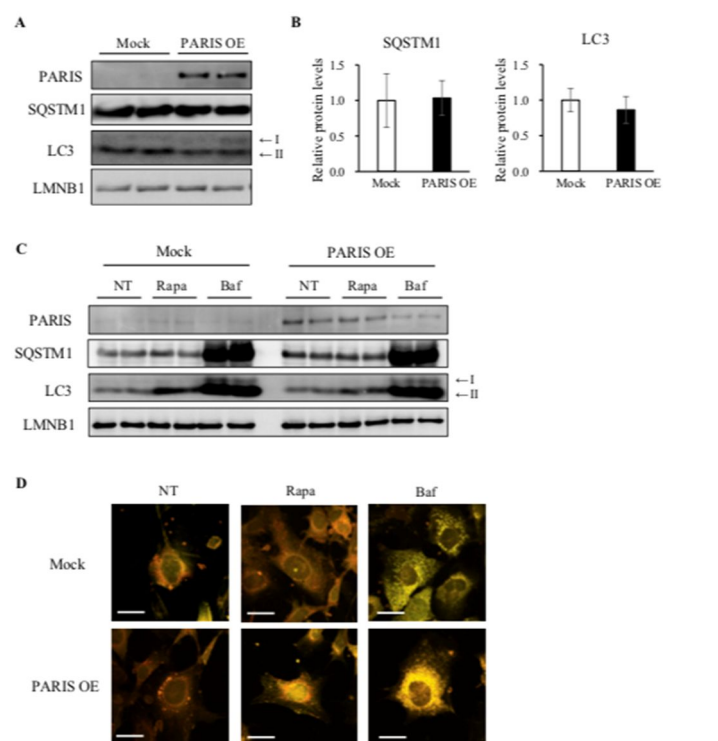 A
Mock PARIS OE
PARIS
SQSTM1
LC3
← I
← II
LMNB1
B
SQSTM1
Relative protein levels
1.5
1.0
0.5
0.0
Mock PARIS OE
LC3
Relative protein levels
1.5
1.0
0.5
0.0
Mock PARIS OE
C
Mock PARIS OE
NT Rapa Baf NT Rapa Baf
PARIS
SQSTM1
LC3
← I
← II
LMNB1
D
NT Rapa Baf
Mock
PARIS OE